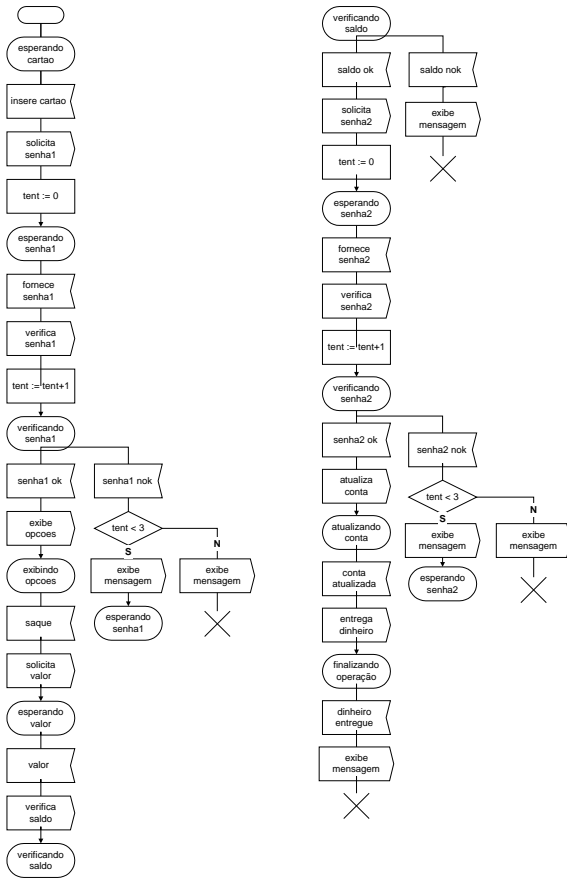 esperando
cartao
insere cartao
solicita
senha1
tent := 0
esperando
senha1
fornece
senha1
verifica
senha1
tent := tent+1
verificando
senha1
senha1 ok
senha1 nok
exibe
opcoes
tent < 3
S
N
exibindo
opcoes
exibe
mensagem
exibe
mensagem
saque
esperando
senha1
solicita
valor
esperando
valor
valor
verifica
saldo
verificando
saldo
verificando
saldo
saldo ok
saldo nok
solicita
senha2
exibe
mensagem
tent := 0
esperando
senha2
fornece
senha2
verifica
senha2
tent := tent+1
verificando
senha2
senha2 ok
senha2 nok
atualiza
conta
tent < 3
S
N
atualizando
conta
exibe
mensagem
exibe
mensagem
conta
atualizada
esperando
senha2
entrega
dinheiro
finalizando
operação
dinheiro
entregue
exibe
mensagem